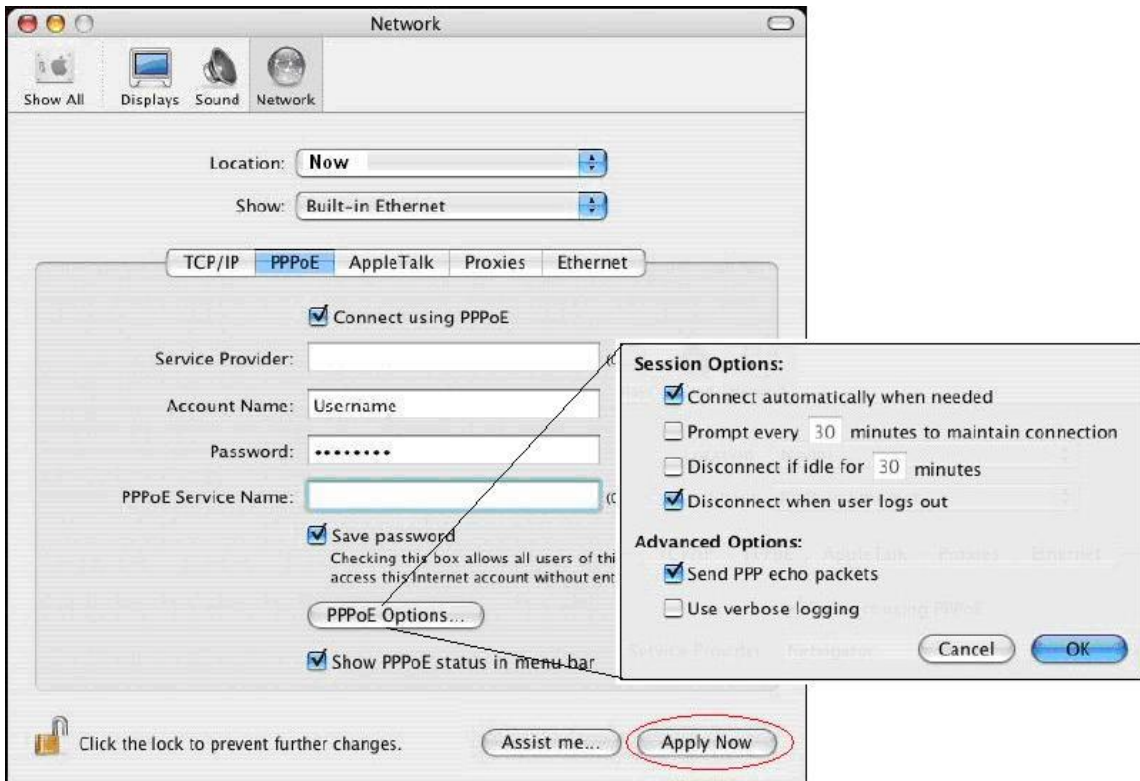 Network
Show All
Displays
Sound
Network
Location: Now
Show: Built-in Ethernet
TCP/IP PPPoE AppleTalk Proxies Ethernet
Connect using PPPoE
Service Provider:
Account Name: Username
Password: ••••••••
PPPoE Service Name:
Save password
Checking this box allows all users of thi
access this Internet account without ent
PPPoE Options...
Show PPPoE status in menu bar
Click the lock to prevent further changes.
Assist me...
Apply Now
Session Options:
Connect automatically when needed
Prompt every 30 minutes to maintain connection
Disconnect if idle for 30 minutes
Disconnect when user logs out
Advanced Options:
Send PPP echo packets
Use verbose logging
Cancel
OK